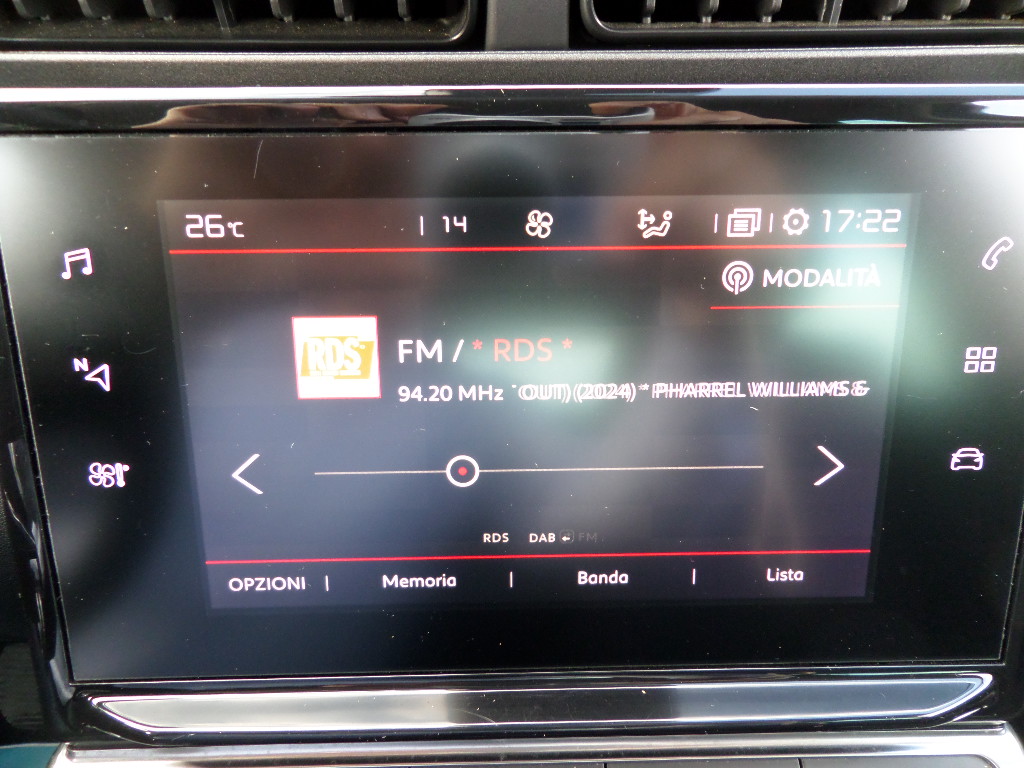 26°C | 14 | | 17:22
MODALITÀ
RDS
FM / * RDS *
94.20 MHz OUT) (2024) * PHARREL WILLIAMS &
N
RDS DAB FM
OPZIONI | Memoria | Banda | Lista